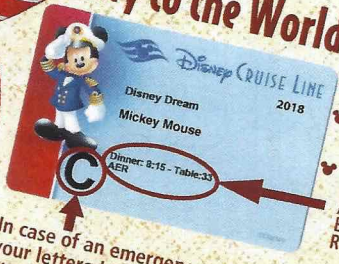 y to the World
Disney CRUISE LINE
Disney Dream
2018
Mickey Mouse
Dinner: 8:15 - Table:33
AER
C
In case of an emergen
your lettered